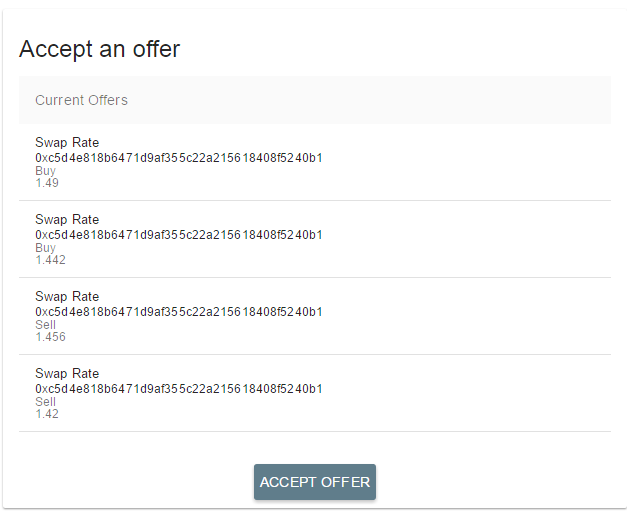 Accept an offer
Current Offers
Swap Rate
0xc5d4e818b6471d9af355c22a215618408f5240b1
Buy
1.49
Swap Rate
0xc5d4e818b6471d9af355c22a215618408f5240b1
Buy
1.442
Swap Rate
0xc5d4e818b6471d9af355c22a215618408f5240b1
Sell
1.456
Swap Rate
0xc5d4e818b6471d9af355c22a215618408f5240b1
Sell
1.42
ACCEPT OFFER